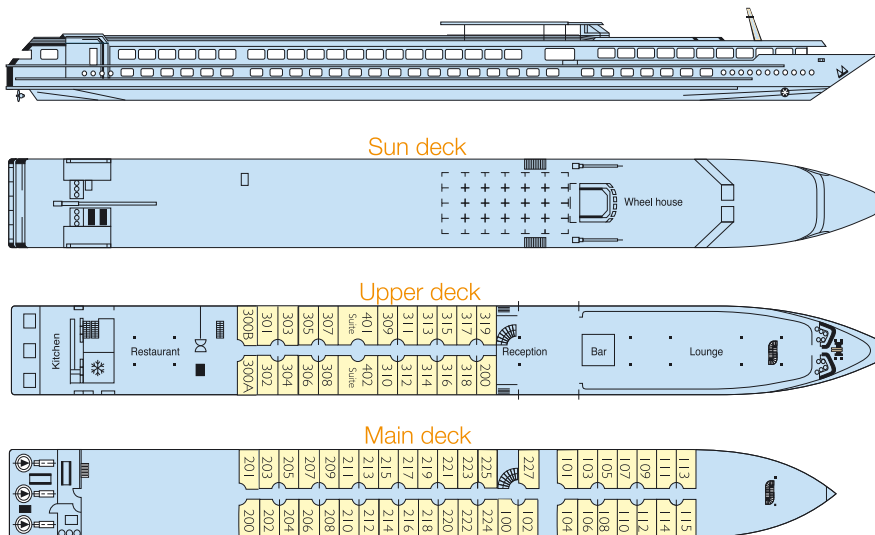 Sun deck
Wheel house
Upper deck
300B 301 303 305 307 Suite 401 309 311 313 315 317 319
Kitchen Restaurant Reception Bar Lounge
300A 302 304 306 308 Suite 402 310 312 314 316 318 200
Main deck
201 203 205 207 209 211 213 215 217 219 221 223 225 227 101 103 105 107 109 111 113
200 202 204 206 208 210 212 214 216 218 220 222 224 100 102 104 106 108 110 112 114 115